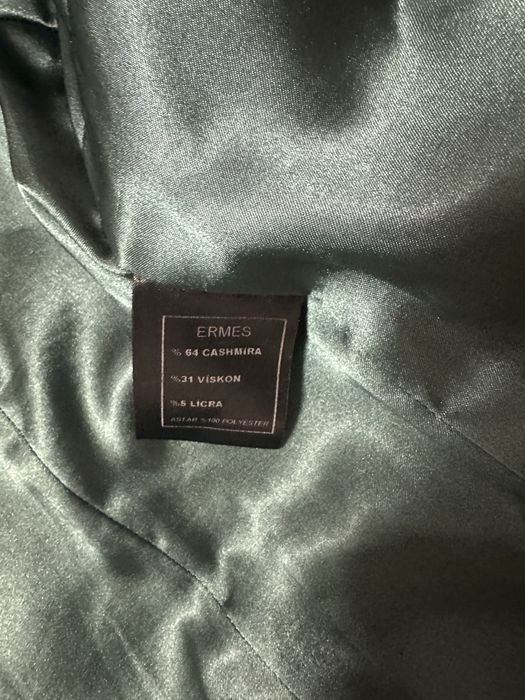 ERMES
% 64 CASHMİRA
%31 VİSKON
%5 LİCRA
ASTAR %100 POLYESTER